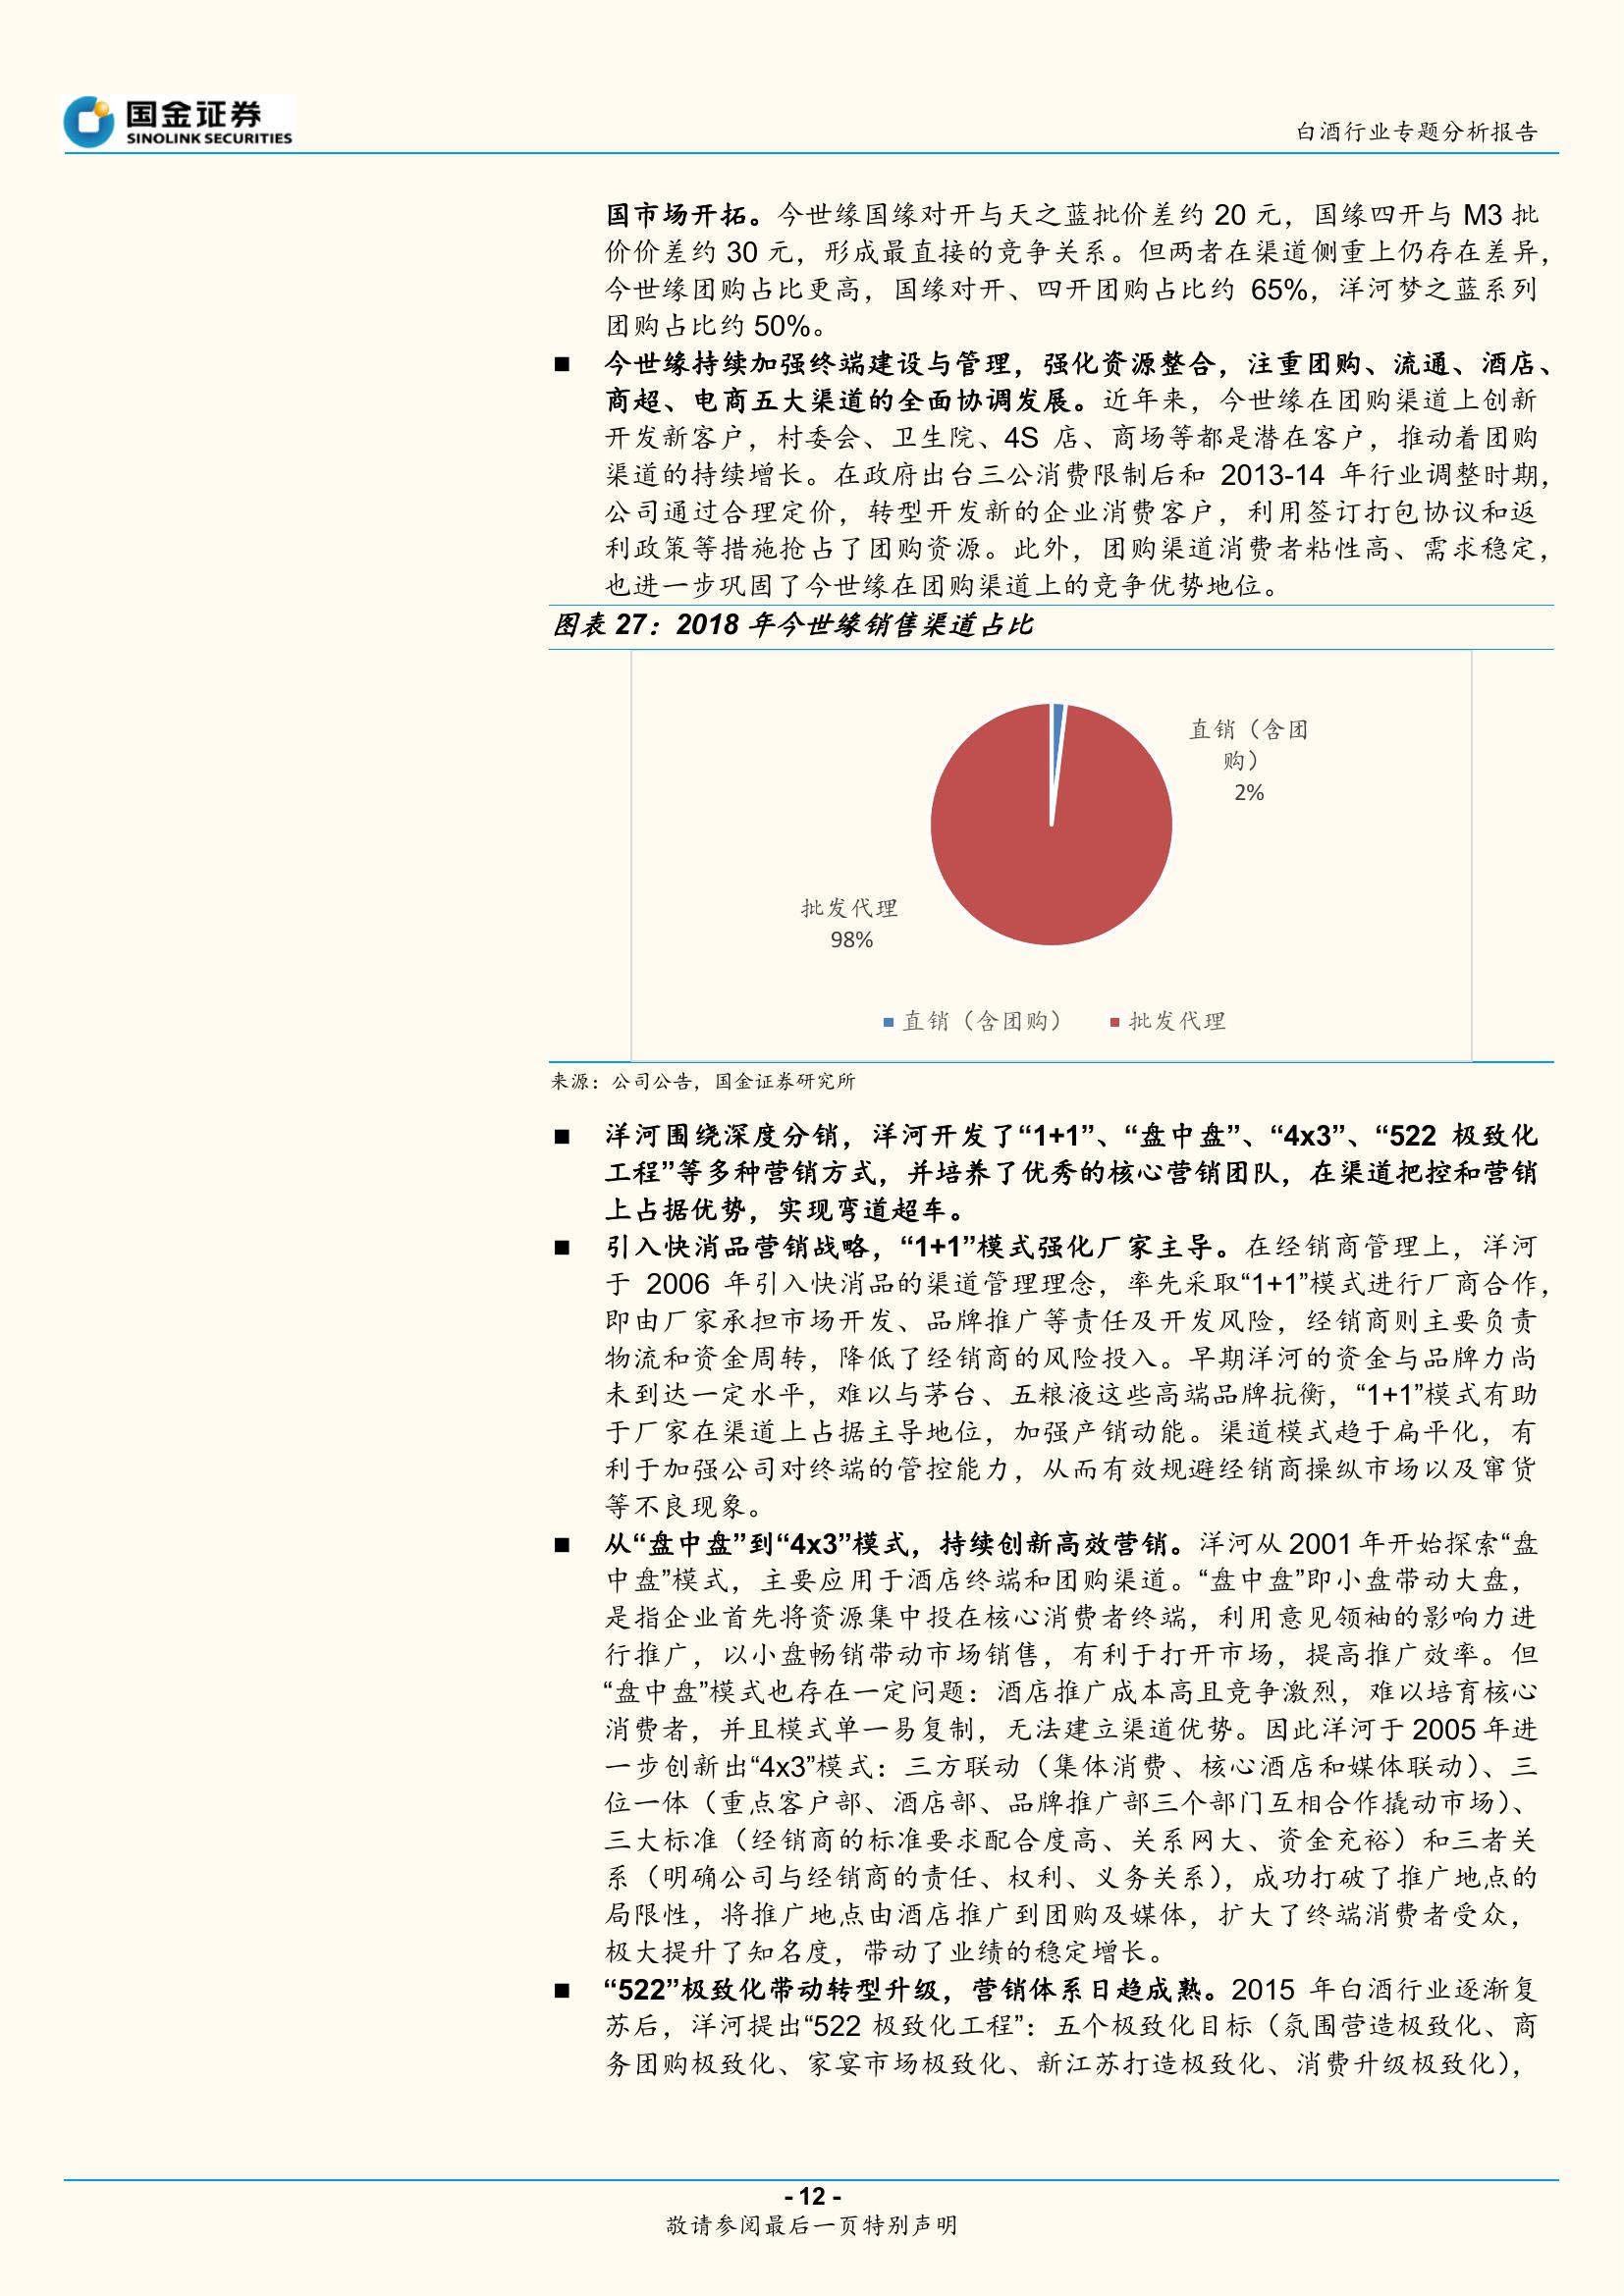 国金证券
SINOLINK SECURITIES
白酒行业专题分析报告
国市场开拓。今世缘国缘对开与天之蓝批价差约 20 元，国缘四开与 M3 批
价价差约 30 元，形成最直接的竞争关系。但两者在渠道侧重上仍存在差异，
今世缘团购占比更高，国缘对开、四开团购占比约 65%，洋河梦之蓝系列
团购占比约 50%。
■ 今世缘持续加强终端建设与管理，强化资源整合，注重团购、流通、酒店、
商超、电商五大渠道的全面协调发展。近年来，今世缘在团购渠道上创新
开发新客户，村委会、卫生院、4S 店、商场等都是潜在客户，推动着团购
渠道的持续增长。在政府出台三公消费限制后和 2013-14 年行业调整时期，
公司通过合理定价，转型开发新的企业消费客户，利用签订打包协议和返
利政策等措施抢占了团购资源。此外，团购渠道消费者粘性高、需求稳定，
也进一步巩固了今世缘在团购渠道上的竞争优势地位。
图表 27：2018 年今世缘销售渠道占比
直销（含团
购）
2%
批发代理
98%
直销（含团购） 批发代理
来源：公司公告，国金证券研究所
■ 洋河围绕深度分销，洋河开发了“1+1”、“盘中盘”、“4x3”、“522 极致化
工程”等多种营销方式，并培养了优秀的核心营销团队，在渠道把控和营销
上占据优势，实现弯道超车。
■ 引入快消品营销战略，“1+1”模式强化厂家主导。在经销商管理上，洋河
于 2006 年引入快消品的渠道管理理念，率先采取“1+1”模式进行厂商合作，
即由厂家承担市场开发、品牌推广等责任及开发风险，经销商则主要负责
物流和资金周转，降低了经销商的风险投入。早期洋河的资金与品牌力尚
未到达一定水平，难以与茅台、五粮液这些高端品牌抗衡，“1+1”模式有助
于厂家在渠道上占据主导地位，加强产销动能。渠道模式趋于扁平化，有
利于加强公司对终端的管控能力，从而有效规避经销商操纵市场以及窜货
等不良现象。
■ 从“盘中盘”到“4x3”模式，持续创新高效营销。洋河从 2001 年开始探索“盘
中盘”模式，主要应用于酒店终端和团购渠道。“盘中盘”即小盘带动大盘，
是指企业首先将资源集中投在核心消费者终端，利用意见领袖的影响力进
行推广，以小盘畅销带动市场销售，有利于打开市场，提高推广效率。但
“盘中盘”模式也存在一定问题：酒店推广成本高且竞争激烈，难以培育核心
消费者，并且模式单一易复制，无法建立渠道优势。因此洋河于 2005 年进
一步创新出“4x3”模式：三方联动（集体消费、核心酒店和媒体联动）、三
位一体（重点客户部、酒店部、品牌推广部三个部门互相合作撬动市场）、
三大标准（经销商的标准要求配合度高、关系网大、资金充裕）和三者关
系（明确公司与经销商的责任、权利、义务关系），成功打破了推广地点的
局限性，将推广地点由酒店推广到团购及媒体，扩大了终端消费者受众，
极大提升了知名度，带动了业绩的稳定增长。
■ “522”极致化带动转型升级，营销体系日趋成熟。2015 年白酒行业逐渐复
苏后，洋河提出“522 极致化工程”：五个极致化目标（氛围营造极致化、商
务团购极致化、家宴市场极致化、新江苏打造极致化、消费升级极致化），
- 12 -
敬请参阅最后一页特别声明